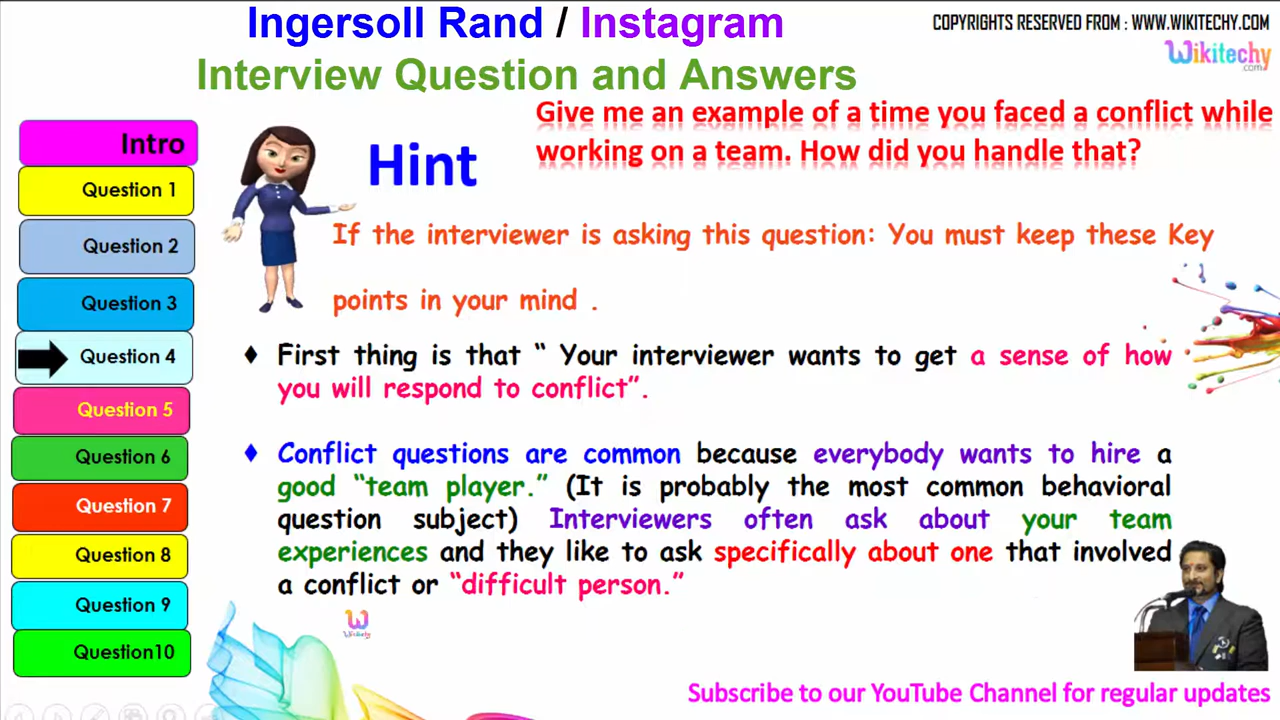 Ingersoll Rand / Instagram
Interview Question and Answers
COPYRIGHTS RESERVED FROM : WWW.WIKITECHY.COM
Wikitechy
.com
Give me an example of a time you faced a conflict while
working on a team. How did you handle that?
Intro
Question 1
Question 2
Question 3
Question 4
Question 5
Question 6
Question 7
Question 8
Question 9
Question10
Hint
If the interviewer is asking this question: You must keep these Key
points in your mind .
♦ First thing is that “ Your interviewer wants to get a sense of how
you will respond to conflict”.
♦ Conflict questions are common because everybody wants to hire a
good “team player.” (It is probably the most common behavioral
question subject) Interviewers often ask about your team
experiences and they like to ask specifically about one that involved
a conflict or “difficult person.”
Wikitechy
Subscribe to our YouTube Channel for regular updates